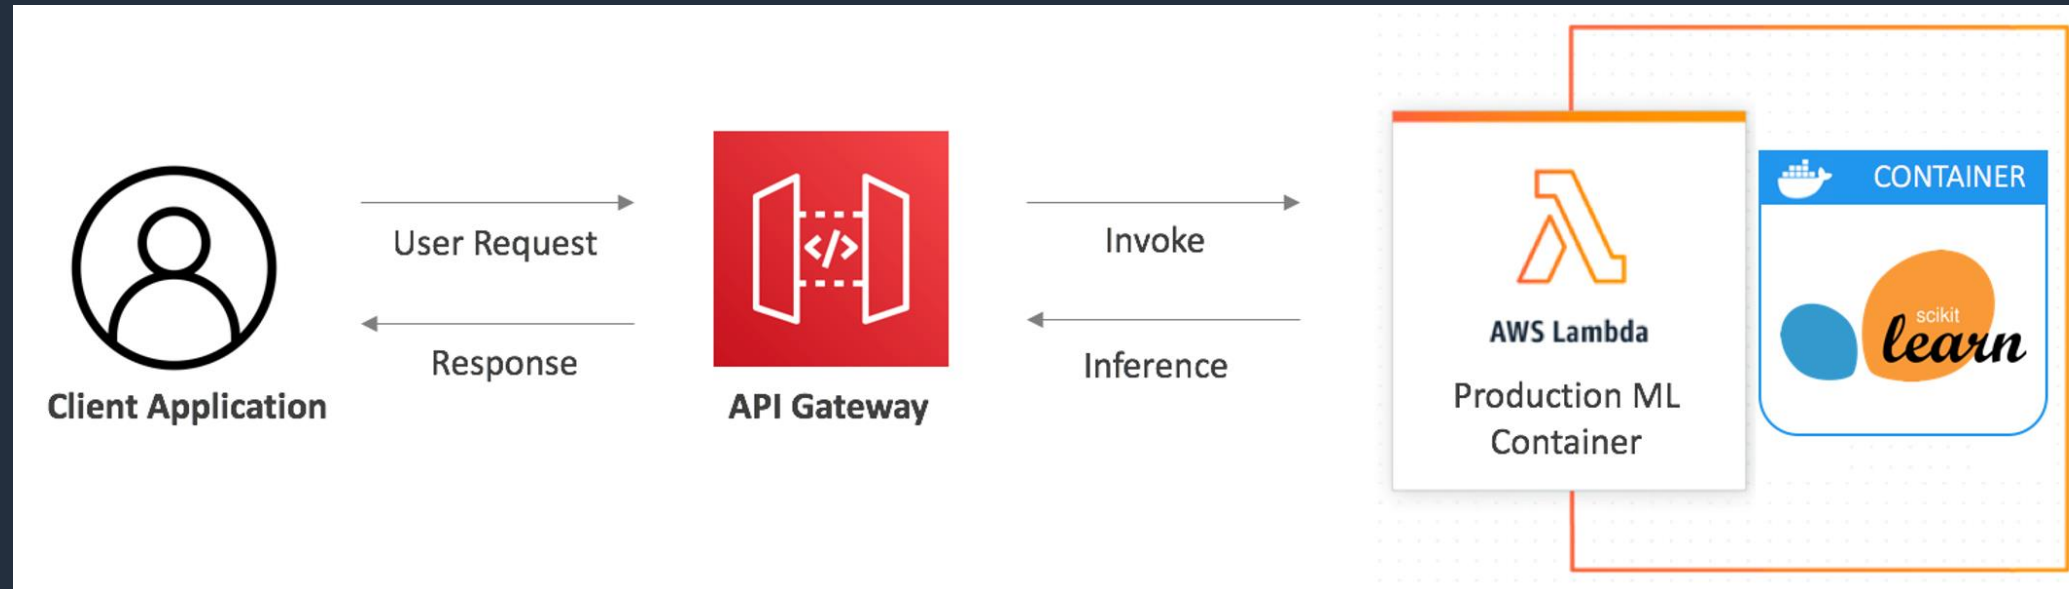 Client Application
User Request
Response
</>
API Gateway
Invoke
Inference
AWS Lambda
Production ML
Container
CONTAINER
scikit
learn